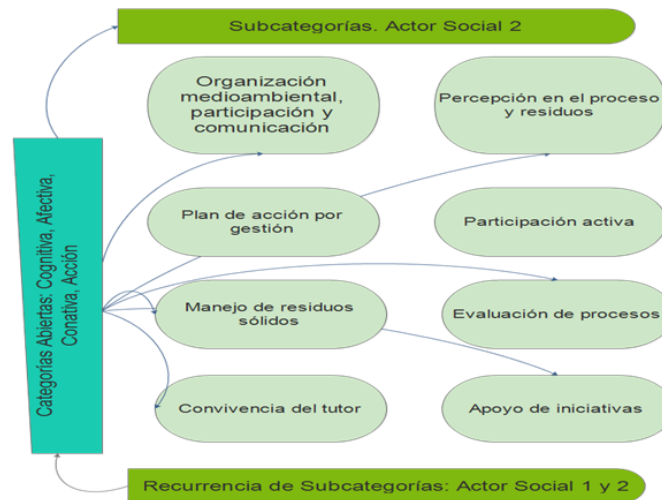 Subcategorías. Actor Social 2
Organización
medioambiental,
participación y
comunicación
Percepción en el proceso
y residuos
Categorías Abiertas: Cognitiva, Afectiva,
Conativa, Acción
Plan de acción por
gestión
Participación activa
Manejo de residuos
sólidos
Evaluación de procesos
Convivencia del tutor
Apoyo de iniciativas
Recurrencia de Subcategorías: Actor Social 1 y 2